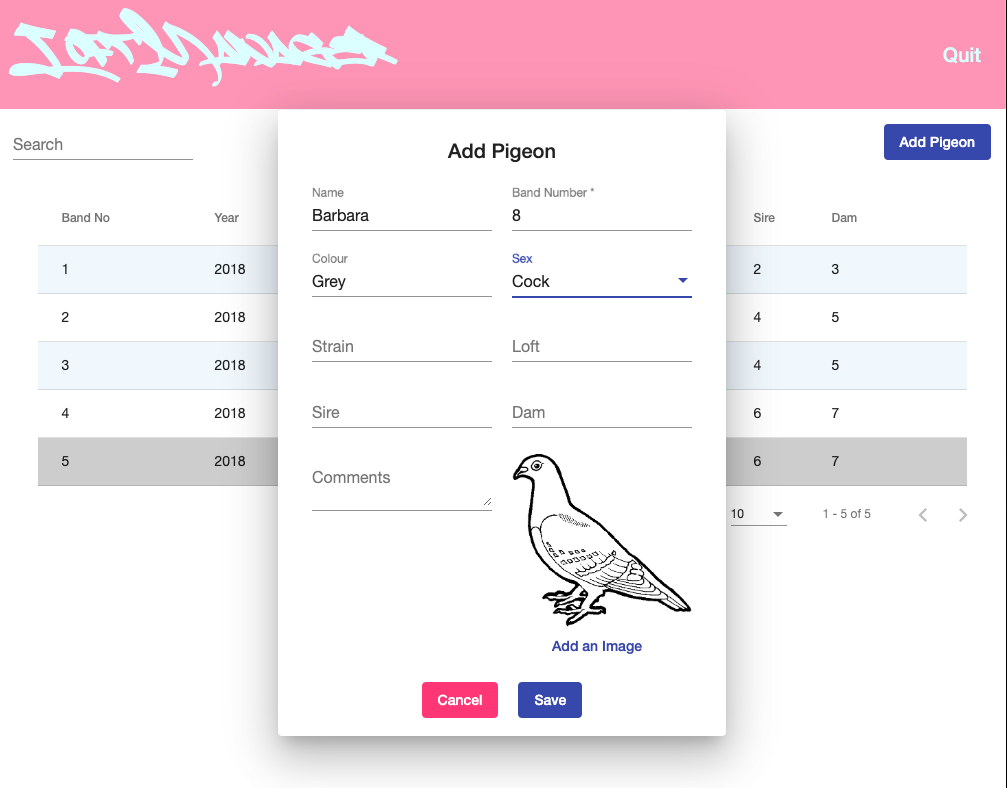 Loft Manager
Quit
Search
Add Pigeon
Band No Year Sire Dam
1 2018 2 3
2 2018 4 5
3 2018 4 5
4 2018 6 7
5 2018 6 7
10 1 - 5 of 5
Add Pigeon
Name Band Number *
Barbara 8
Colour Sex
Grey Cock
Strain Loft
Sire Dam
Comments
Add an Image
Cancel Save